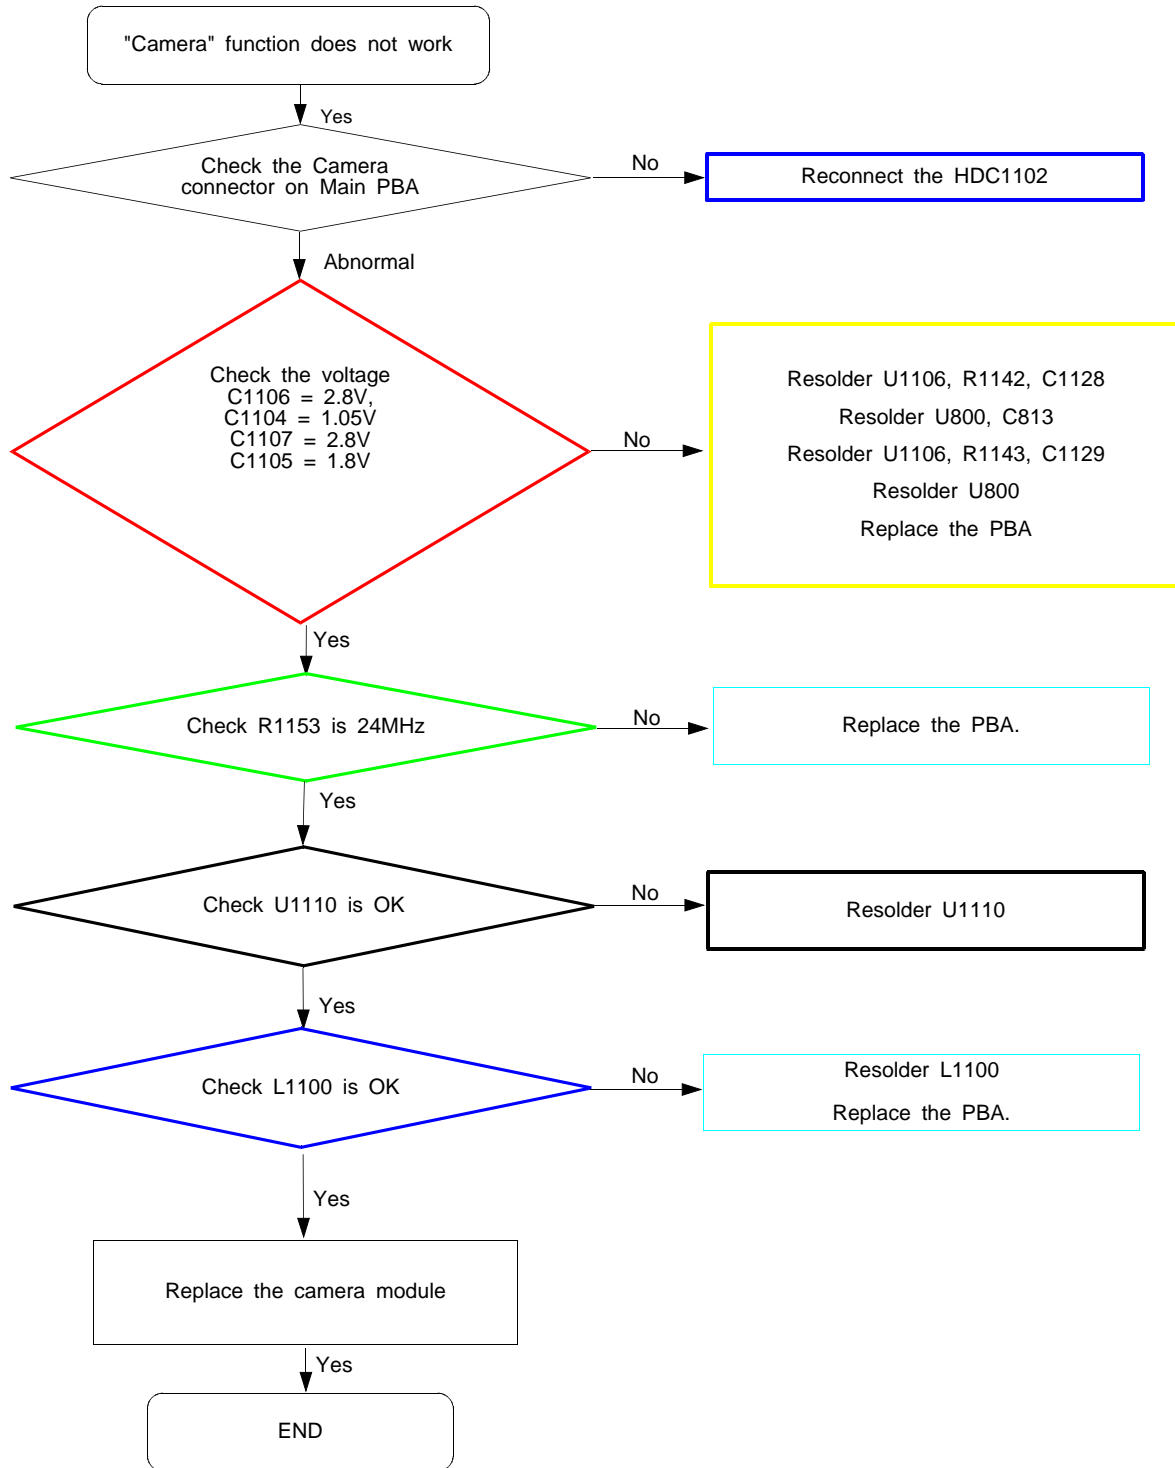 "Camera" function does not work
Yes
Check the Camera
connector on Main PBA
No
Reconnect the HDC1102
Abnormal
Check the voltage
C1106 = 2.8V,
C1104 = 1.05V
C1107 = 2.8V
C1105 = 1.8V
No
Resolder U1106, R1142, C1128
Resolder U800, C813
Resolder U1106, R1143, C1129
Resolder U800
Replace the PBA
Yes
Check R1153 is 24MHz
No
Replace the PBA.
Yes
Check U1110 is OK
No
Resolder U1110
Yes
Check L1100 is OK
No
Resolder L1100
Replace the PBA.
Yes
Replace the camera module
Yes
END